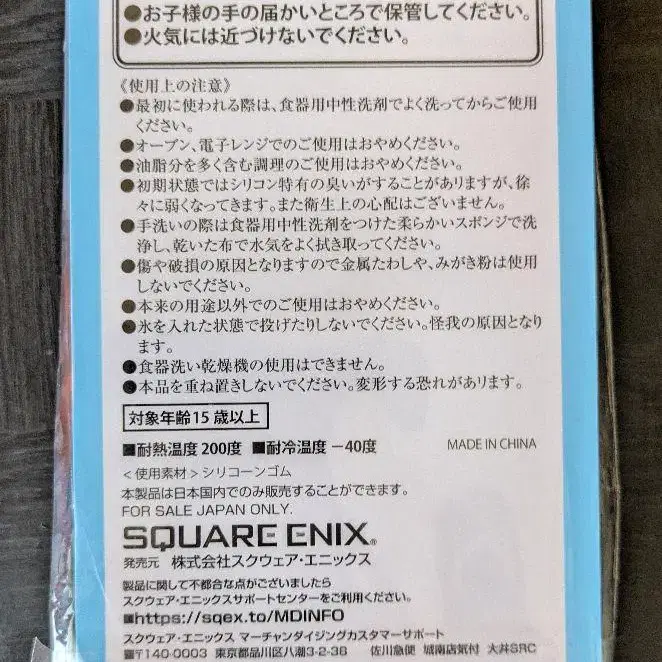 ●お子様の手の届かいところで保管してください。
●火気には近づけないでください。
《使用上の注意》
●最初に使われる際は、食器用中性洗剤でよく洗ってからご使用
ください。
●オーブン、電子レンジでのご使用はおやめください。
●油脂分を多く含む調理のご使用はおやめください。
●初期状態ではシリコン特有の臭いがすることがありますが、徐
々に弱くなってきます。また衛生上の心配はございません。
●手洗いの際は食器用中性洗剤をつけた柔らかいスポンジで洗
浄し、乾いた布で水気をよく拭き取ってください。
●傷や破損の原因となりますので金属たわしや、みがき粉は使用
しないでください。
●本来の用途以外でのご使用はおやめください。
●氷を入れた状態で投げたりしないでください。怪我の原因となり
ます。
●食器洗い乾燥機の使用はできません。
●本品を重ね置きしないでください。変形する恐れがあります。
対象年齢15歳以上
■耐熱温度 200度 ■耐冷温度 −40度 MADE IN CHINA
<使用素材>シリコーンゴム
本製品は日本国内でのみ販売することができます。
FOR SALE JAPAN ONLY.
SQUARE ENIX®
発売元 株式会社スクウェア・エニックス
製品に関して不都合な点がございましたら
スクウェア・エニックスサポートセンターをご利用ください。
■https://sqex.to/MDINFO
スクウェア・エニックス マーチャンダイジングカスタマーサポート
■〒140-0003 東京都品川区八潮3-2-38 佐川急便 城南店気付 大井SRC